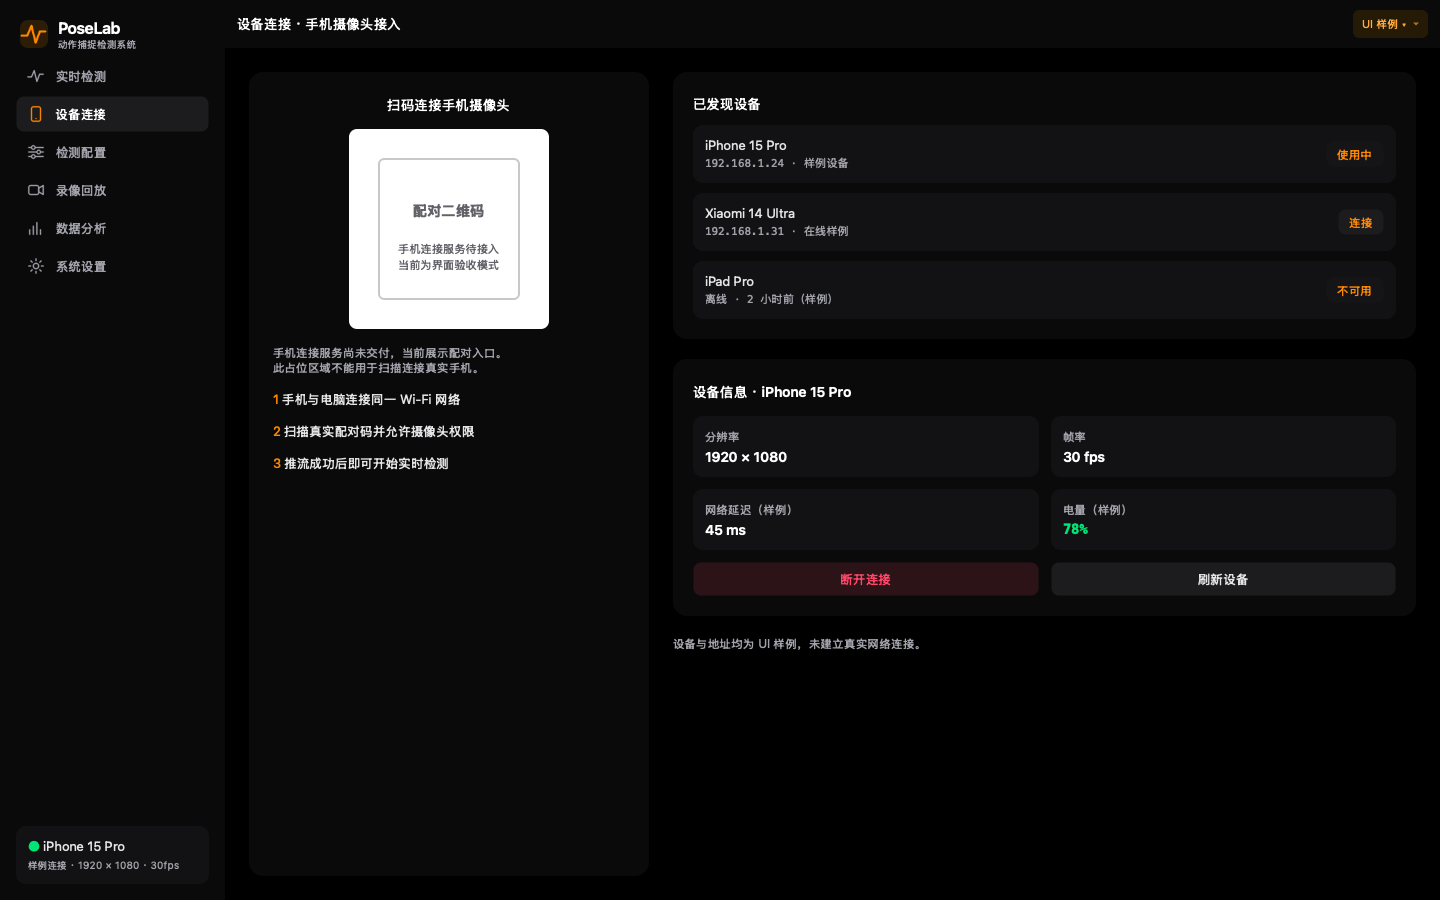 PoseLab
动作捕捉检测系统
实时检测
设备连接
检测配置
录像回放
数据分析
系统设置
iPhone 15 Pro
样例连接 · 1920 × 1080 · 30fps
设备连接 · 手机摄像头接入
UI 样例
扫码连接手机摄像头
配对二维码
手机连接服务待接入
当前为界面验收模式
手机连接服务尚未交付，当前展示配对入口。
此占位区域不能用于扫描连接真实手机。
1 手机与电脑连接同一 Wi-Fi 网络
2 扫描真实配对码并允许摄像头权限
3 推流成功后即可开始实时检测
已发现设备
iPhone 15 Pro
192.168.1.24 · 样例设备
使用中
Xiaomi 14 Ultra
192.168.1.31 · 在线样例
连接
iPad Pro
离线 · 2 小时前（样例）
不可用
设备信息 · iPhone 15 Pro
分辨率
1920 × 1080
帧率
30 fps
网络延迟（样例）
45 ms
电量（样例）
78%
断开连接
刷新设备
设备与地址均为 UI 样例，未建立真实网络连接。